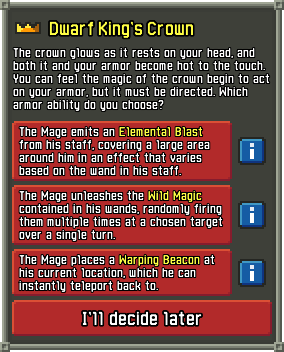 Dwarf King's Crown
The crown glows as it rests on your head, and
both it and your armor become hot to the touch.
You can feel the magic of the crown begin to act
on your armor, but it must be directed. Which
armor ability do you choose?
The Mage emits an Elemental Blast
from his staff, covering a large area
around him in an effect that varies
based on the wand in his staff.
The Mage unleashes the Wild Magic
contained in his wands, randomly firing
them multiple times at a chosen target
over a single turn.
The Mage places a Warping Beacon at
his current location, which he can
instantly teleport back to.
I'll decide later